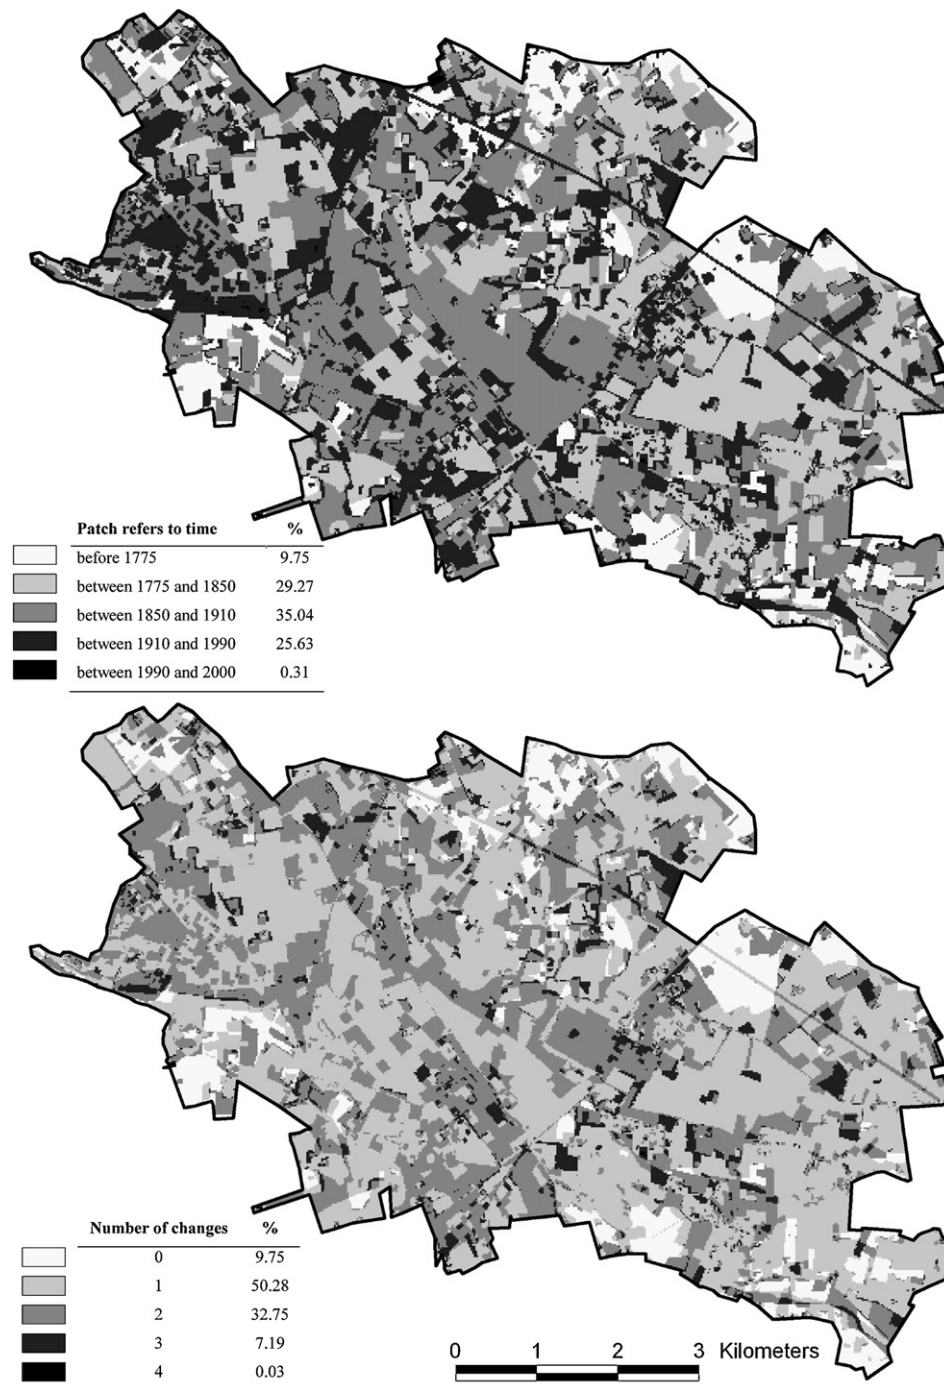 Patch refers to time %
before 1775 9.75
between 1775 and 1850 29.27
between 1850 and 1910 35.04
between 1910 and 1990 25.63
between 1990 and 2000 0.31
Number of changes %
0 9.75
1 50.28
2 32.75
3 7.19
4 0.03
0 1 2 3 Kilometers